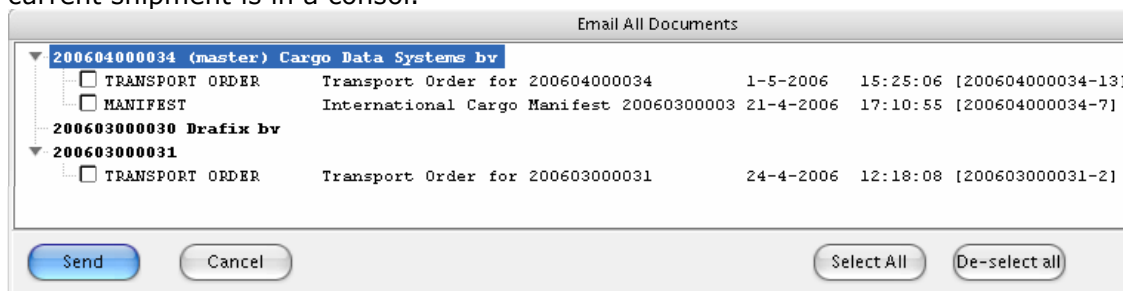 current shipment is in a consol.
Email All Documents
200604000034 (master) Cargo Data Systems bv
TRANSPORT ORDER Transport Order for 200604000034 1-5-2006 15:25:06 [200604000034-13]
MANIFEST International Cargo Manifest 20060300003 21-4-2006 17:10:55 [200604000034-7]
200603000030 Drafix bv
200603000031
TRANSPORT ORDER Transport Order for 200603000031 24-4-2006 12:18:08 [200603000031-2]
Send Cancel Select All De-select all